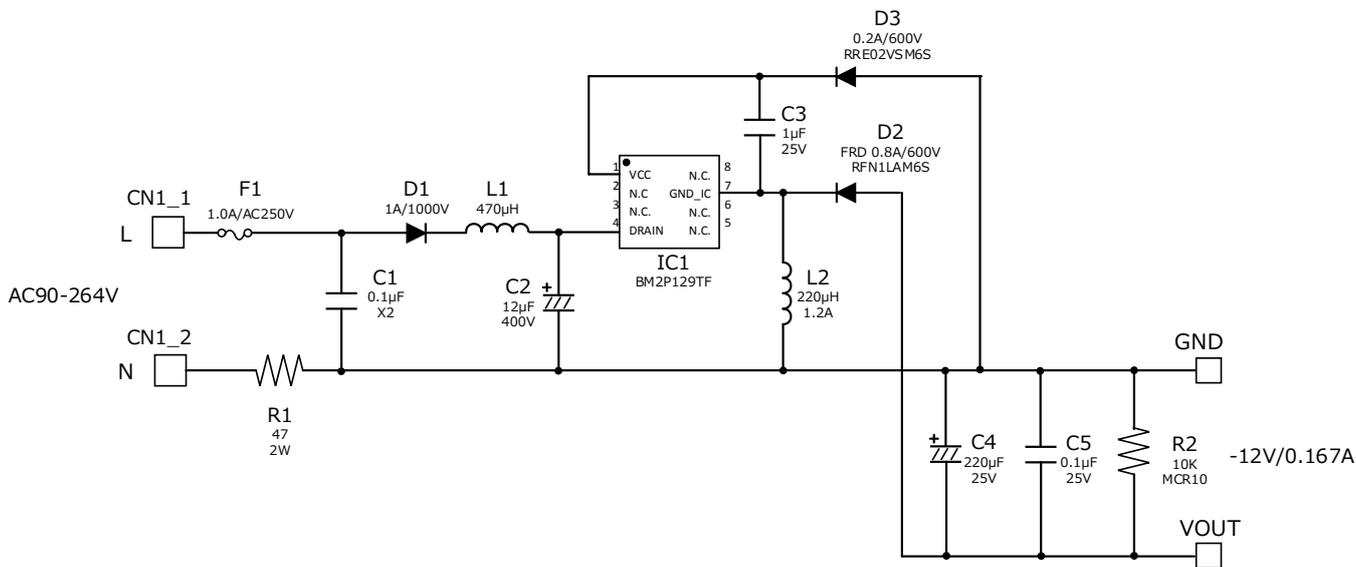 D3
0.2A/600V
RRE02VSM6S
C3
1µF
25V
D2
FRD 0.8A/600V
RFN1LAM6S
1
VCC
2
N.C
3
N.C.
4
DRAIN
N.C.
8
GND_IC
7
N.C.
6
N.C.
5
IC1
BM2P129TF
CN1_1
L
F1
1.0A/AC250V
D1
1A/1000V
L1
470µH
C1
0.1µF
X2
C2
+
12µF
400V
L2
220µH
1.2A
AC90-264V
CN1_2
N
R1
47
2W
GND
+
C4
220µF
25V
C5
0.1µF
25V
R2
10K
MCR10
-12V/0.167A
VOUT